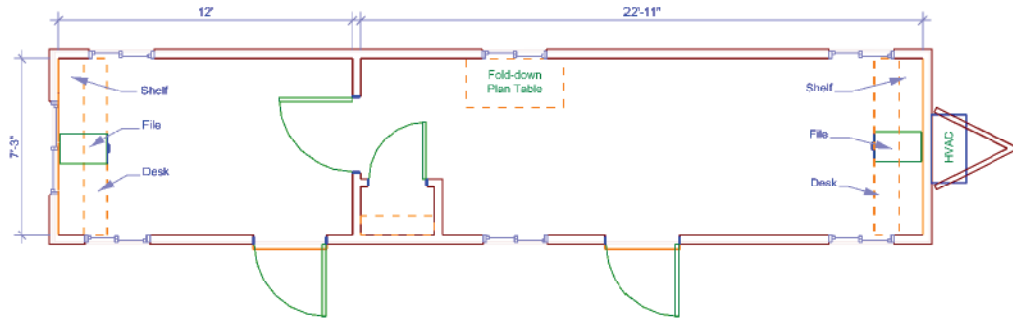 12'
22'-11"
7'-3"
Shelf
File
Desk
Fold-down
Plan Table
Shelf
File
Desk
HVAC